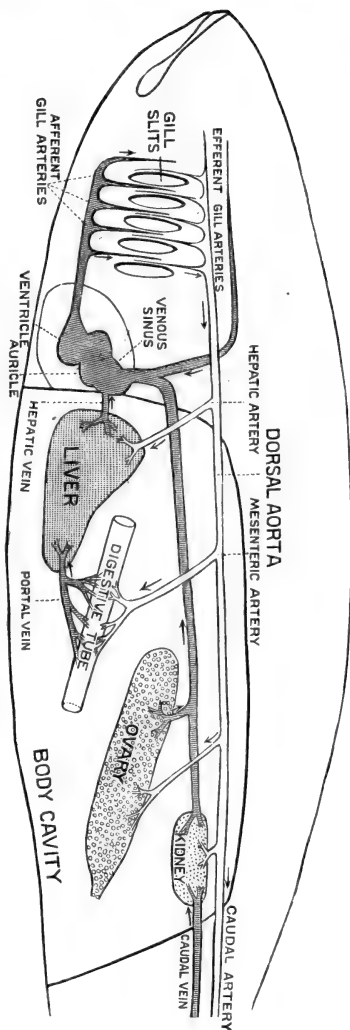 GILL
SLITS
AFFERENT
GILL ARTERIES
EFFERENT GILL ARTERIES
VENTRICLE
AURICLE
VENOUS
SINUS
HEPATIC VEIN
HEPATIC ARTERY
LIVER
DORSAL AORTA
MESENTERIC ARTERY
PORTAL VEIN
DIGESTIVE TUBE
OVARY
BODY CAVITY
KIDNEY
CAUDAL VEIN
CAUDAL ARTERY